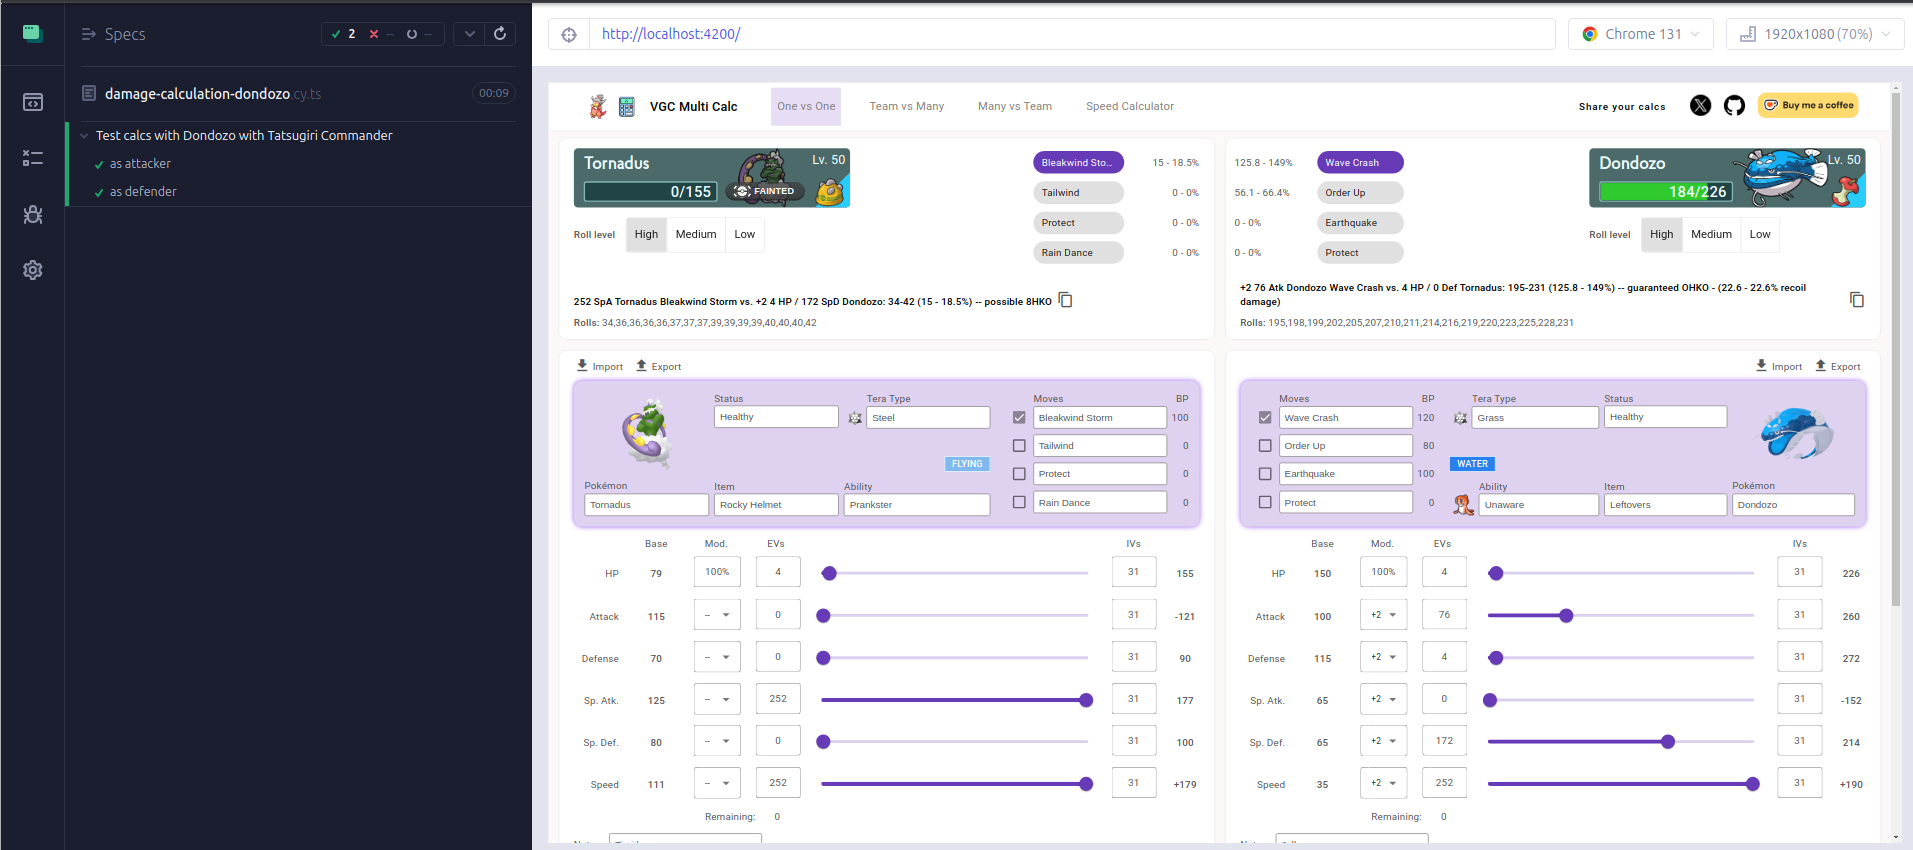 Specs
2 -- --
damage-calculation-dondozo.cy.ts 00:09
Test calcs with Dondozo with Tatsugiri Commander
as attacker
as defender
http://localhost:4200/
Chrome 131
1920x1080 (70%)
VGC Multi Calc
One vs One
Team vs Many
Many vs Team
Speed Calculator
Share your calcs
Buy me a coffee
Tornadus Lv. 50
0/155 FAINTED
Roll level High Medium Low
Bleakwind Sto... 15 - 18.5%
Tailwind 0 - 0%
Protect 0 - 0%
Rain Dance 0 - 0%
252 SpA Tornadus Bleakwind Storm vs. +2 4 HP / 172 SpD Dondozo: 34-42 (15 - 18.5%) -- possible 8HKO
Rolls: 34,36,36,36,36,37,37,37,39,39,39,39,40,40,40,42
125.8 - 149% Wave Crash
56.1 - 66.4% Order Up
0 - 0% Earthquake
0 - 0% Protect
Dondozo Lv. 50
184/226
Roll level High Medium Low
+2 76 Atk Dondozo Wave Crash vs. 4 HP / 0 Def Tornadus: 195-231 (125.8 - 149%) -- guaranteed OHKO - (22.6 - 22.6% recoil
damage)
Rolls: 195,198,199,202,205,207,210,211,214,216,219,220,223,225,228,231
Import Export
Status Tera Type Moves BP
Healthy Steel Bleakwind Storm 100
Tailwind 0
FLYING
Protect 0
Pokémon Item Ability
Tornadus Rocky Helmet Prankster Rain Dance 0
Base Mod. EVs IVs
HP 79 100% 4 31 155
Attack 115 -- 0 31 -121
Defense 70 -- 0 31 90
Sp. Atk. 125 -- 252 31 177
Sp. Def. 80 -- 0 31 100
Speed 111 -- 252 31 +179
Remaining: 0
Import Export
Moves BP Tera Type Status
Wave Crash 120 Grass Healthy
Order Up 80
WATER
Earthquake 100
Ability Item Pokémon
Protect 0 Unaware Leftovers Dondozo
Base Mod. EVs IVs
HP 150 100% 4 31 226
Attack 100 +2 76 31 260
Defense 115 +2 4 31 272
Sp. Atk. 65 +2 0 31 -152
Sp. Def. 65 +2 172 31 214
Speed 35 +2 252 31 +190
Remaining: 0